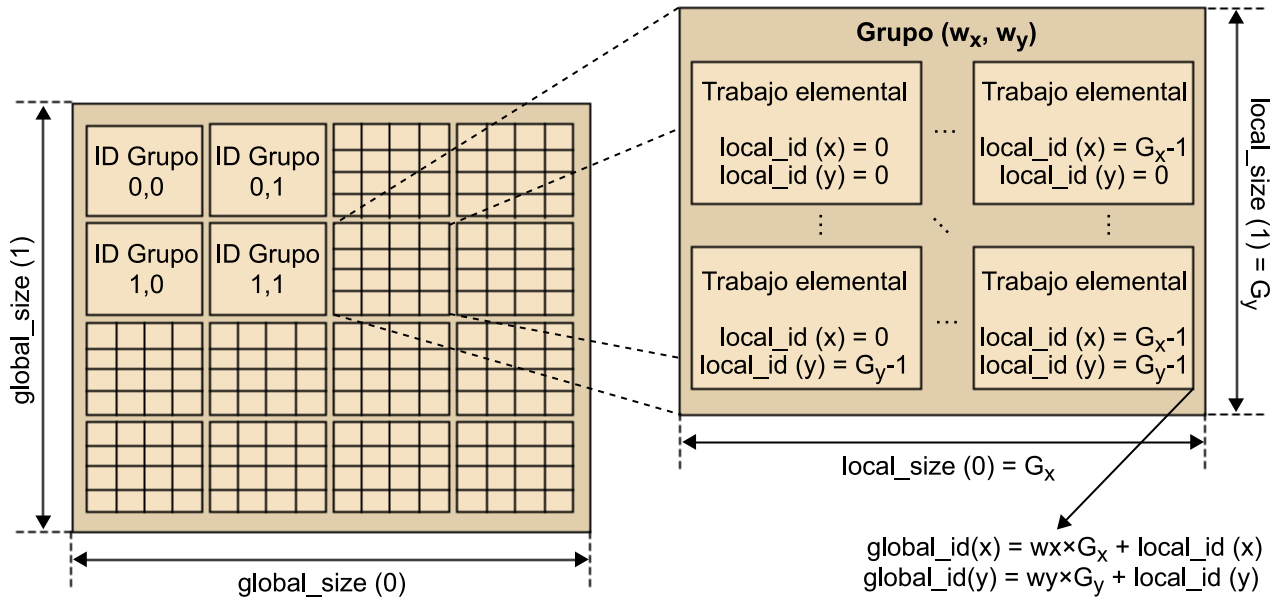 Grupo (wx, wy)
Trabajo elemental
local_id (x) = 0
local_id (y) = 0
...
Trabajo elemental
local_id (x) = Gx-1
local_id (y) = 0
Trabajo elemental
local_id (x) = 0
local_id (y) = Gy-1
...
Trabajo elemental
local_id (x) = Gx-1
local_id (y) = Gy-1
local_size (1) = Gy
local_size (0) = Gx
global_id(x) = wx×Gx + local_id (x)
global_id(y) = wy×Gy + local_id (y)
ID Grupo
0,0
ID Grupo
0,1
ID Grupo
1,0
ID Grupo
1,1
global_size (1)
global_size (0)